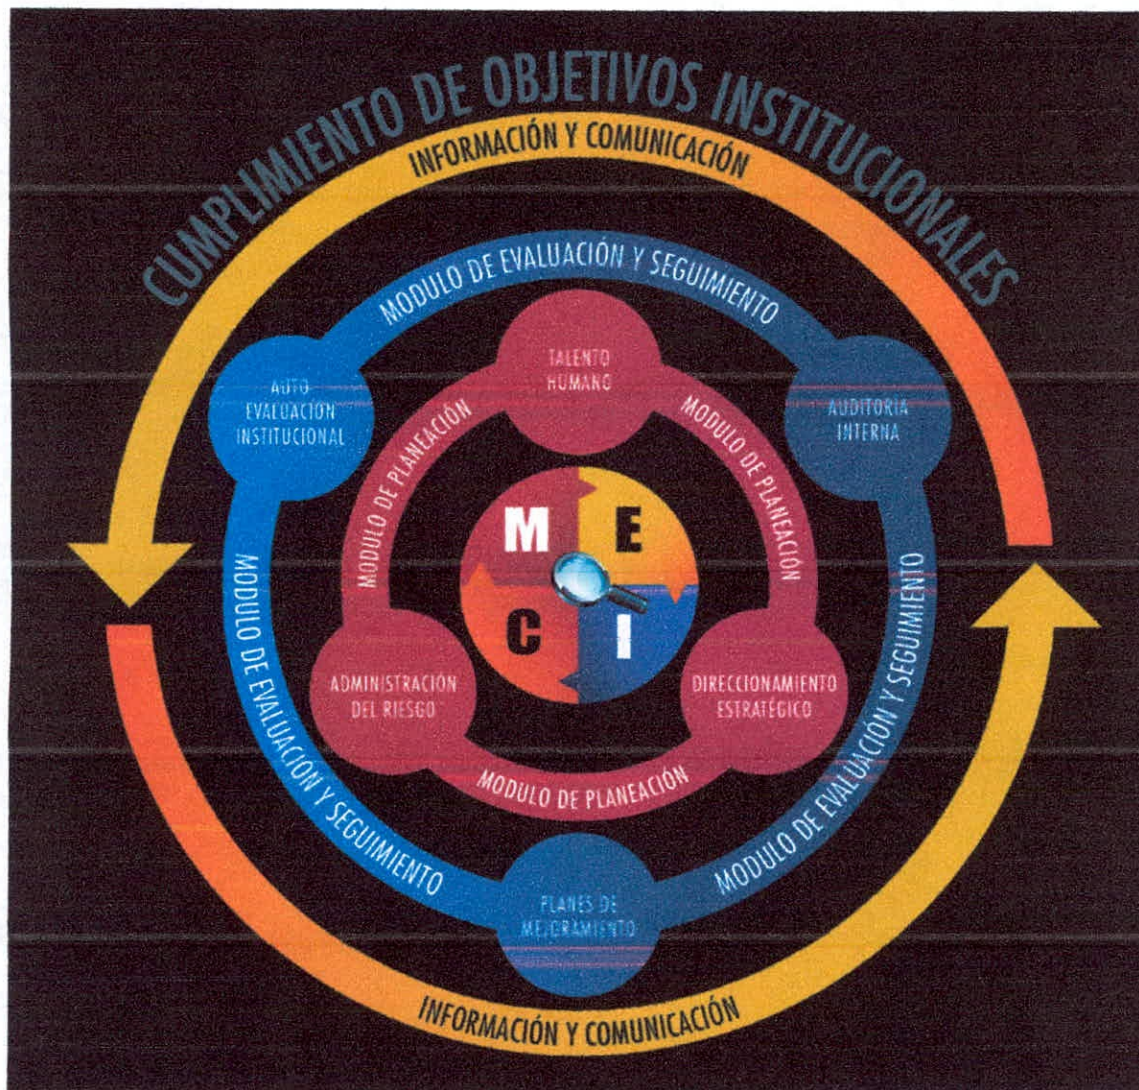 CUMPLIMIENTO DE OBJETIVOS INSTITUCIONALES
INFORMACIÓN Y COMUNICACIÓN
MODULO DE EVALUACIÓN Y SEGUIMIENTO
TALENTO
HUMANO
AUTO
EVALUACIÓN
INSTITUCIONAL
AUDITORIA
INTERNA
MODULO DE PLANEACIÓN
MODULO DE PLANEACIÓN
M E
C I
MODULO DE EVALUACIÓN Y SEGUIMIENTO
MODULO DE EVALUACIÓN Y SEGUIMIENTO
ADMINISTRACIÓN
DEL RIESGO
DIRECCIONAMIENTO
ESTRATÉGICO
MODULO DE PLANEACIÓN
PLANES DE
MEJORAMIENTO
INFORMACIÓN Y COMUNICACIÓN